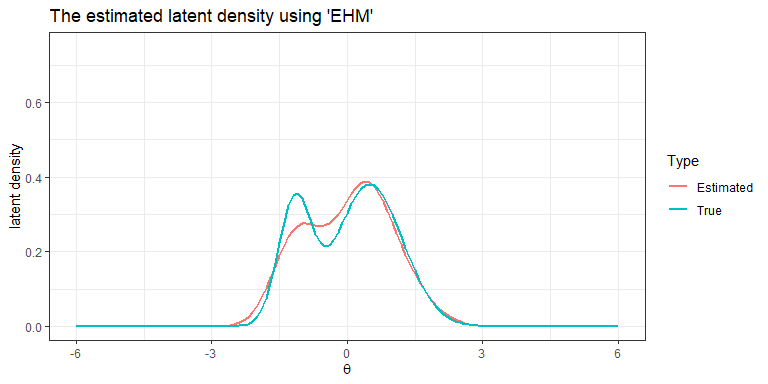 The estimated latent density using 'EHM'
latent density
0.6
0.4
0.2
0.0
-6
-3
0
3
6
θ
Type
Estimated
True